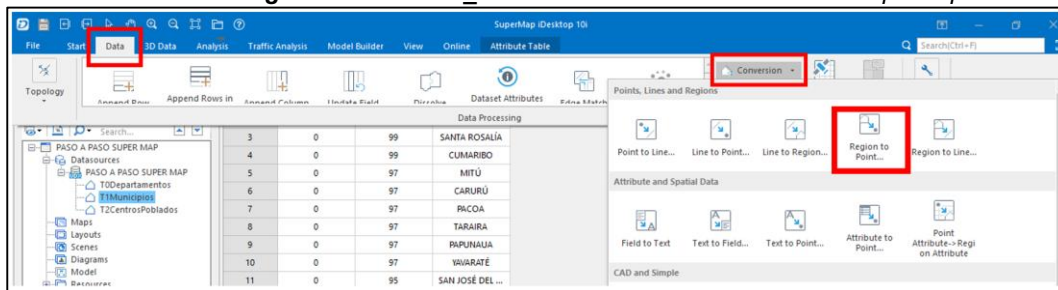 SuperMap iDesktop 10i
File Start Data 3D Data Analysis Traffic Analysis Model Builder View Online Attribute Table Search(Ctrl+F)
Topology
Append Row Append Rows in Append Column Update Field Dissolve Dataset Attributes Edge Match
Conversion
Data Processing
Points, Lines and Regions
Point to Line... Line to Point... Line to Region... Region to Point... Region to Line...
Attribute and Spatial Data
Field to Text Text to Field... Text to Point... Attribute to Point... Point Attribute->Regi on Attribute
CAD and Simple
Search...
PASO A PASO SUPER MAP
Datasources
PASO A PASO SUPER MAP
T0Departamentos
T1Municipios
T2CentrosPoblados
Maps
Layouts
Scenes
Diagrams
Model
Resources
3 0 99 SANTA ROSALÍA
4 0 99 CUMARIBO
5 0 97 MITÚ
6 0 97 CARURÚ
7 0 97 PACOA
8 0 97 TARAIRA
9 0 97 PAPUNAUA
10 0 97 YAVARATÉ
11 0 95 SAN JOSÉ DEL ...